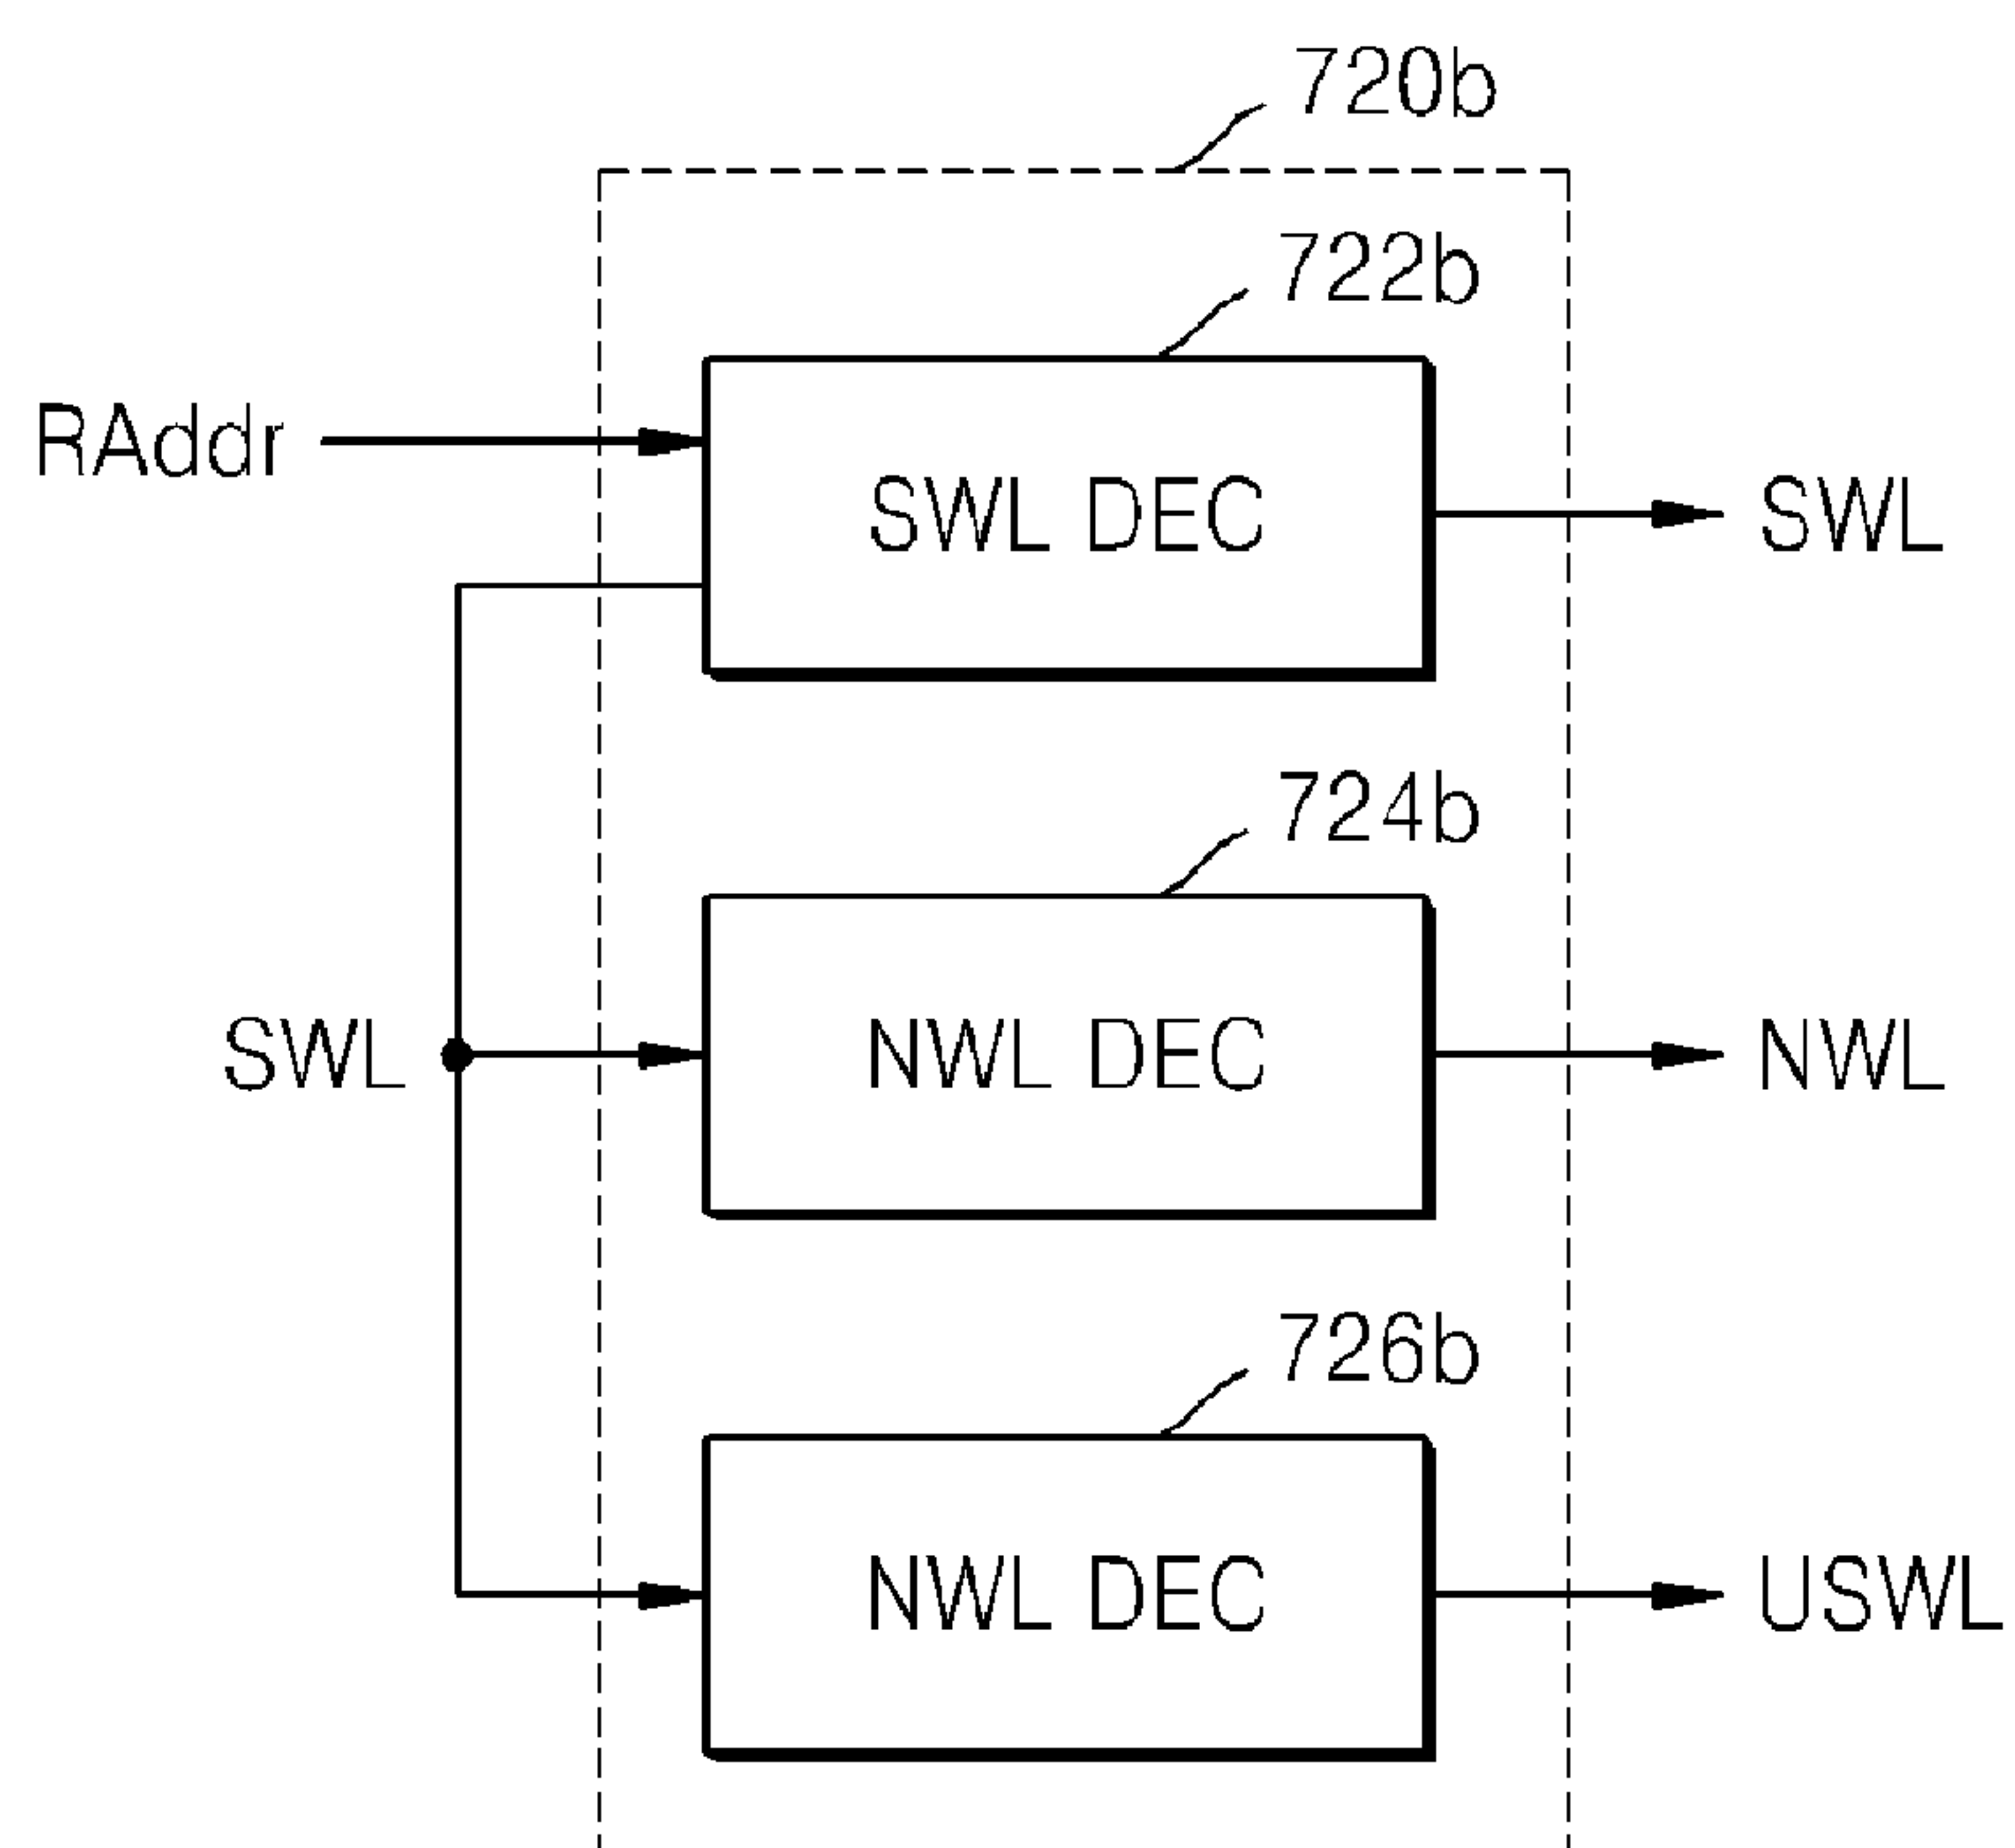 720b
722b
RAddr
SWL DEC
SWL
724b
SWL
NWL DEC
NWL
726b
NWL DEC
USWL